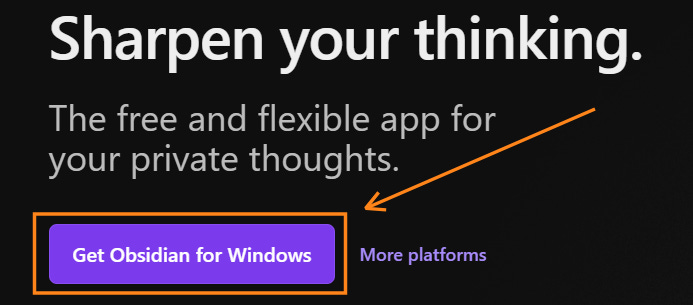 Sharpen your thinking.
The free and flexible app for
your private thoughts.
Get Obsidian for Windows
More platforms